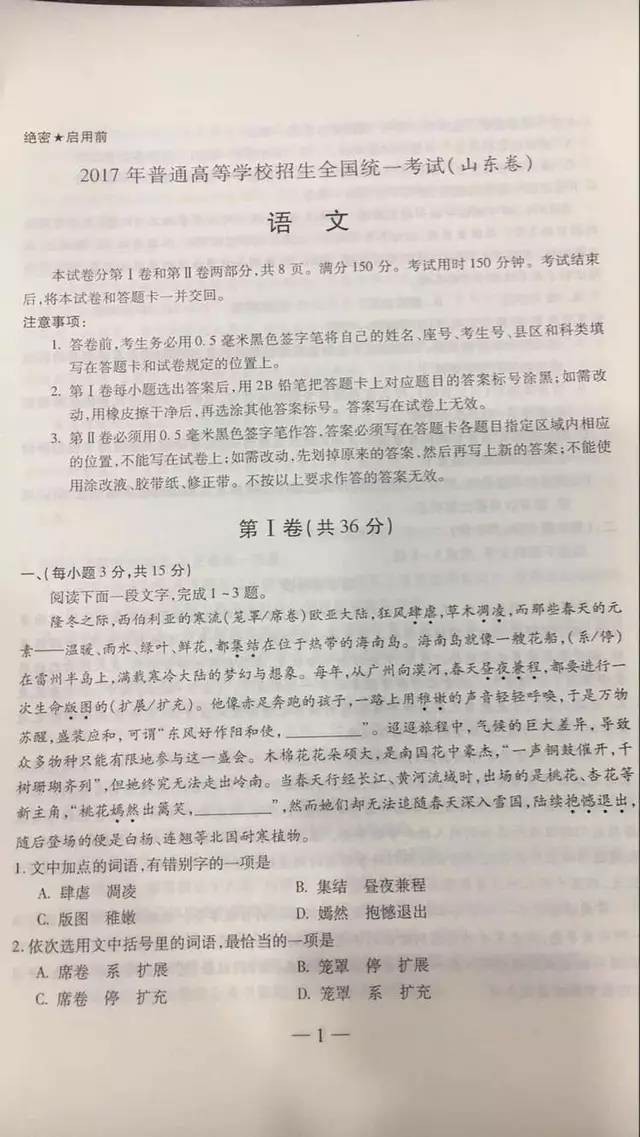 绝密★启用前
2017年普通高等学校招生全国统一考试(山东卷)
语 文
本试卷分第Ⅰ卷和第Ⅱ卷两部分,共8页。满分150分。考试用时150分钟。考试结束
后,将本试卷和答题卡一并交回。
注意事项:
1. 答卷前,考生务必用0.5毫米黑色签字笔将自己的姓名、座号、考生号、县区和科类填
写在答题卡和试卷规定的位置上。
2. 第Ⅰ卷每小题选出答案后,用2B铅笔把答题卡上对应题目的答案标号涂黑;如需改
动,用橡皮擦干净后,再选涂其他答案标号。答案写在试卷上无效。
3. 第Ⅱ卷必须用0.5毫米黑色签字笔作答,答案必须写在答题卡各题目指定区域内相应
的位置,不能写在试卷上;如需改动,先划掉原来的答案,然后再写上新的答案;不能使
用涂改液、胶带纸、修正带。不按以上要求作答的答案无效。
第Ⅰ卷(共36分)
一、(每小题3分,共15分)
阅读下面一段文字,完成1~3题。
隆冬之际,西伯利亚的寒流(笼罩/席卷)欧亚大陆,狂风肆虐,草木凋凌,而那些春天的元
素——温暖、雨水、绿叶、鲜花,都集结在位于热带的海南岛。海南岛就像一艘花船,(系/停)
在雷州半岛上,满载寒冷大陆的梦幻与想象。每年,从广州向漠河,春天昼夜兼程,都要进行一
次生命版图的(扩展/扩充)。他像赤足奔跑的孩子,一路上用稚嫩的声音轻轻呼唤,于是万物
苏醒,盛装应和,可谓“东风好作阳和使,________”。迢迢旅程中,气候的巨大差异,导致
众多物种只能有限地参与这一盛会。木棉花花朵硕大,是南国花中豪杰,“一声铜鼓催开,千
树珊瑚齐列”,但她终究无法走出岭南。当春天行经长江、黄河流域时,出场的是桃花、杏花等
新主角,“桃花嫣然出篱笑,________”,然而她们却无法追随春天深入雪国,陆续抱憾退出,
随后登场的便是白杨、连翘等北国耐寒植物。
1. 文中加点的词语,有错别字的一项是
A. 肆虐 凋凌 B. 集结 昼夜兼程
C. 版图 稚嫩 D. 嫣然 抱憾退出
2. 依次选用文中括号里的词语,最恰当的一项是
A. 席卷 系 扩展 B. 笼罩 停 扩展
C. 席卷 停 扩充 D. 笼罩 系 扩充
— 1 —